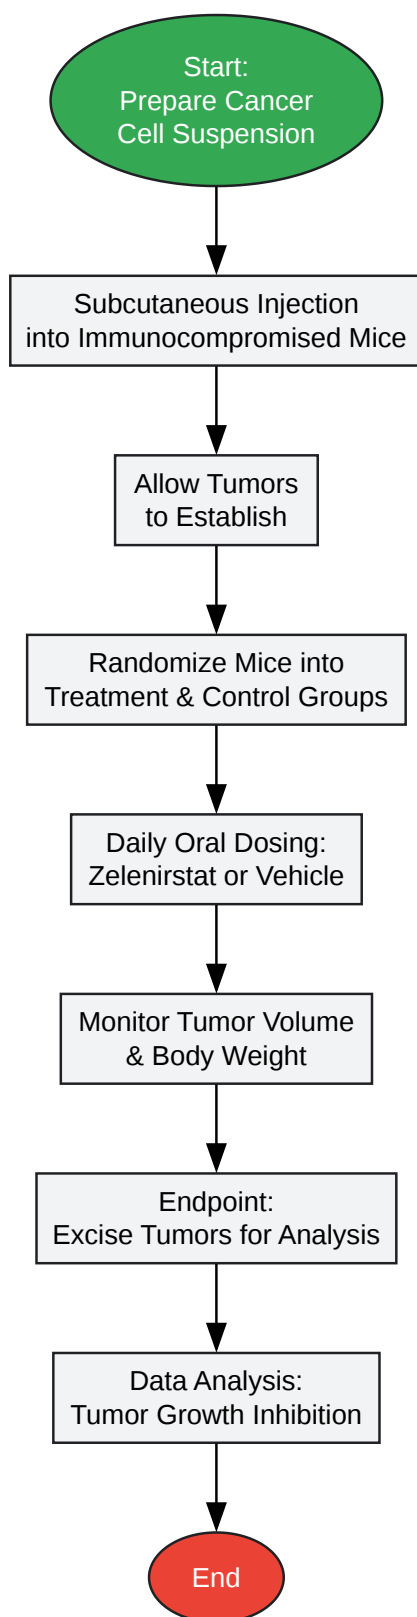 Start:
Prepare Cancer
Cell Suspension
Subcutaneous Injection
into Immunocompromised Mice
Allow Tumors
to Establish
Randomize Mice into
Treatment & Control Groups
Daily Oral Dosing:
Zelenirstat or Vehicle
Monitor Tumor Volume
& Body Weight
Endpoint:
Excise Tumors for Analysis
Data Analysis:
Tumor Growth Inhibition
End